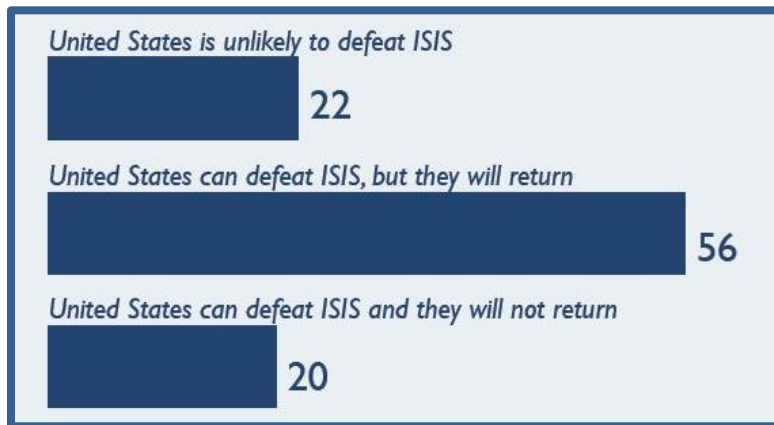 United States is unlikely to defeat ISIS
22
United States can defeat ISIS, but they will return
56
United States can defeat ISIS and they will not return
20